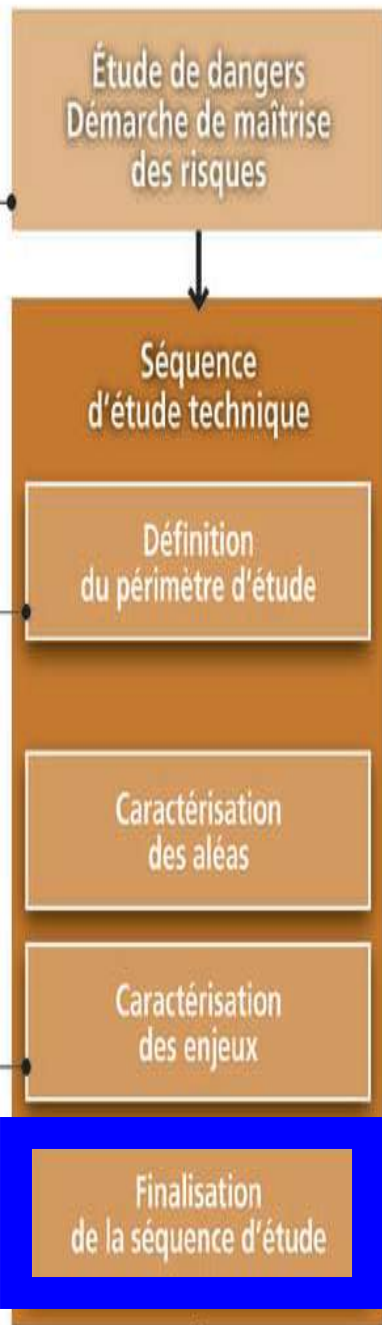 Étude de dangers
Démarche de maîtrise
des risques
Séquence
d'étude technique
Définition
du périmètre d'étude
Caractérisation
des aléas
Caractérisation
des enjeux
Finalisation
de la séquence d'étude